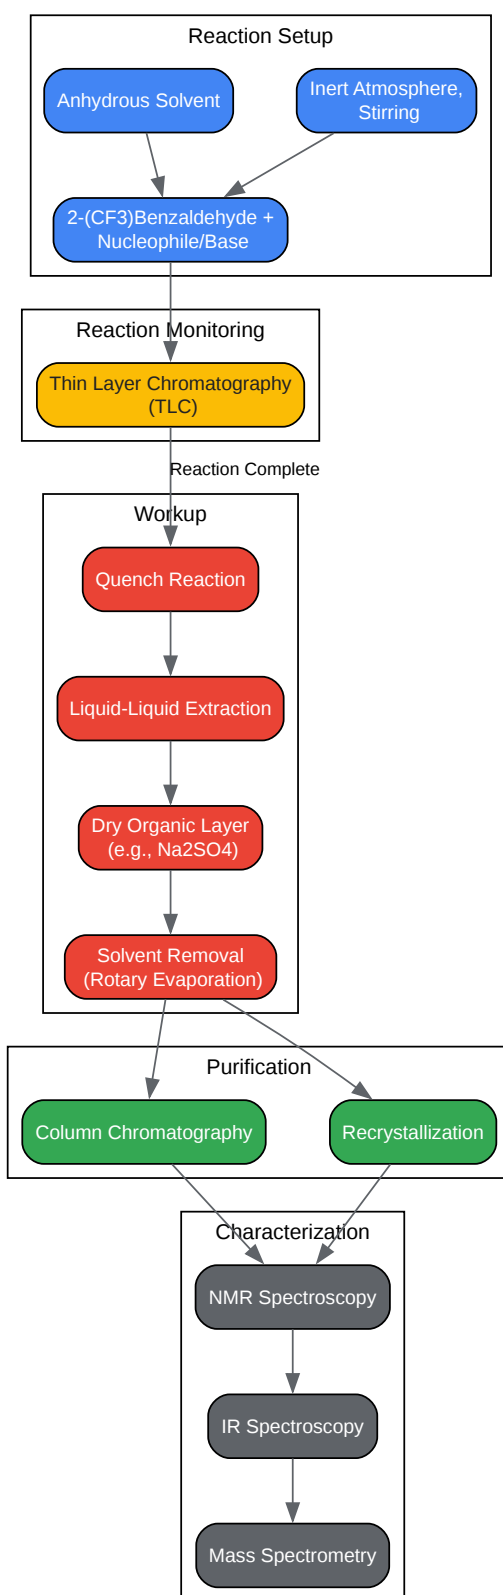 Reaction Setup
Anhydrous Solvent
Inert Atmosphere,
Stirring
2-(CF3)Benzaldehyde +
Nucleophile/Base
Reaction Monitoring
Thin Layer Chromatography
(TLC)
Reaction Complete
Workup
Quench Reaction
Liquid-Liquid Extraction
Dry Organic Layer
(e.g., Na2SO4)
Solvent Removal
(Rotary Evaporation)
Purification
Column Chromatography
Recrystallization
Characterization
NMR Spectroscopy
IR Spectroscopy
Mass Spectrometry